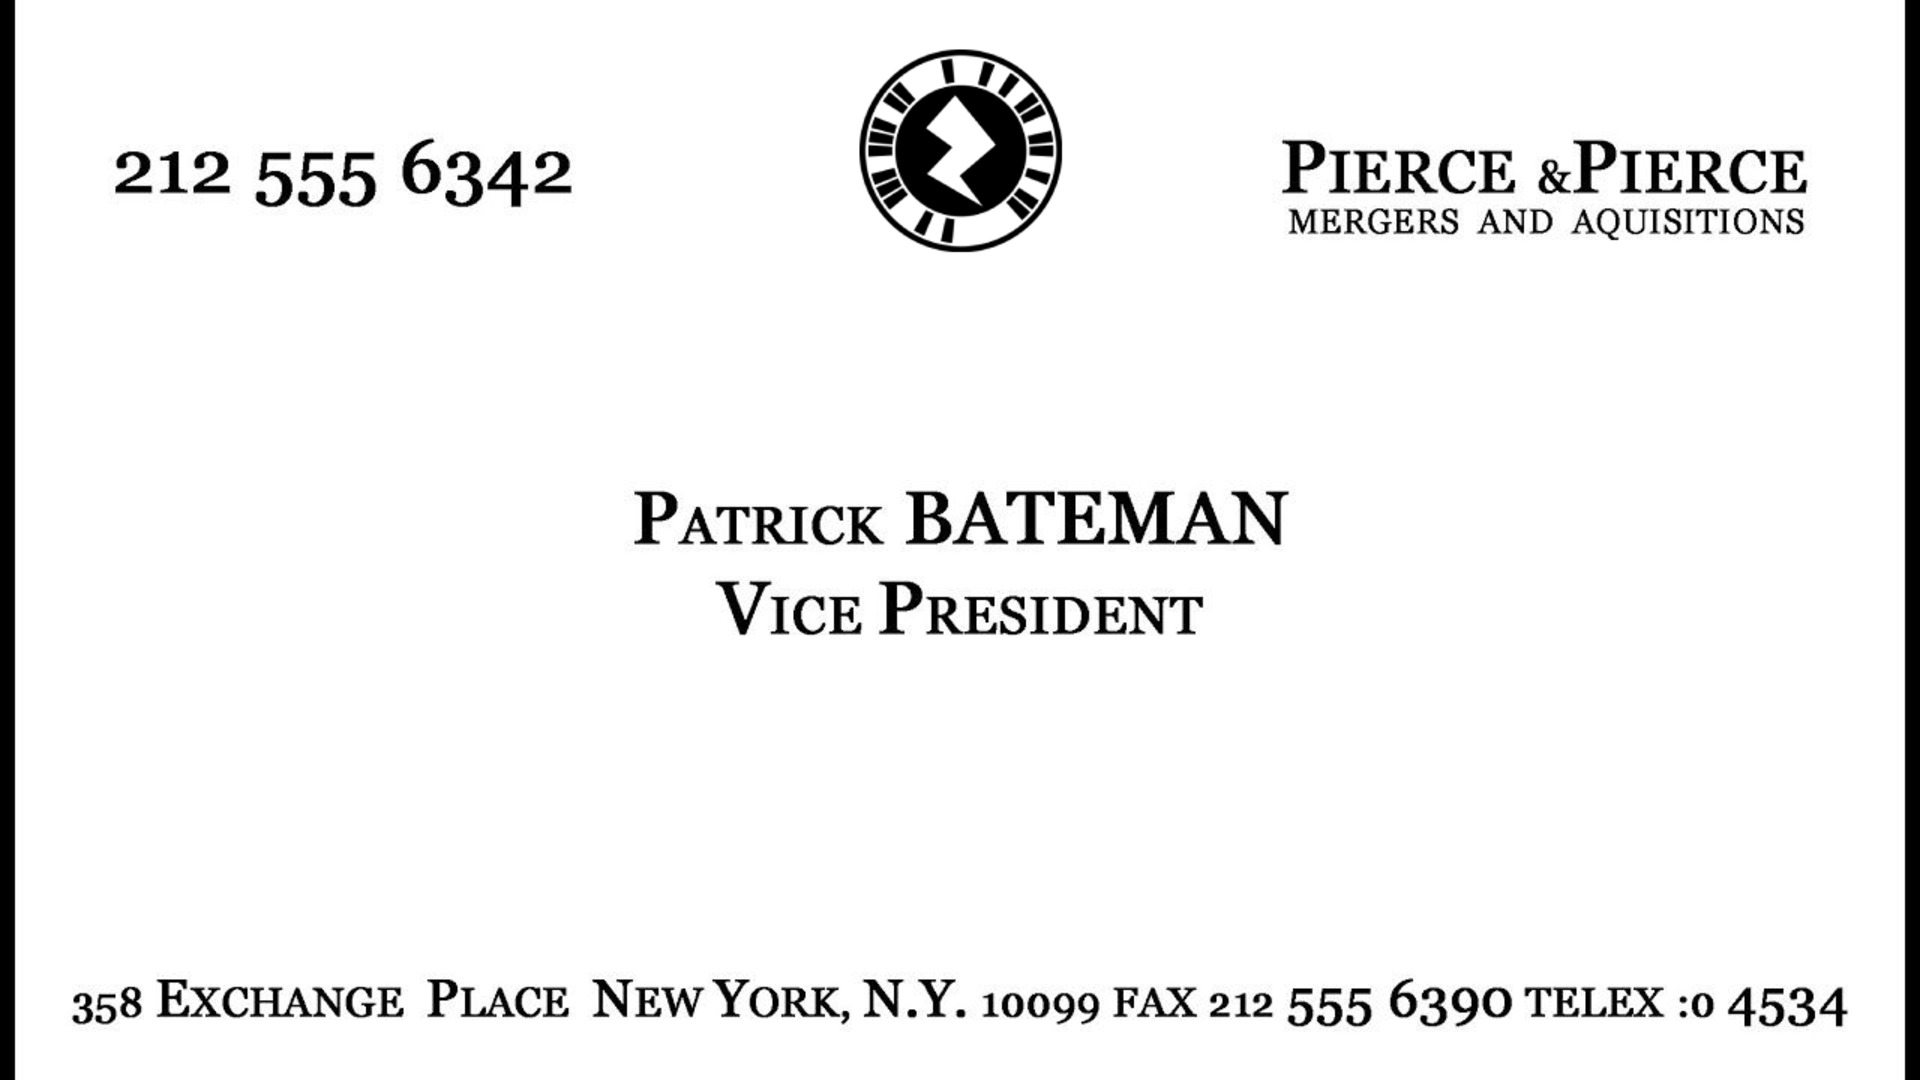 212 555 6342
PIERCE &PIERCE
MERGERS AND AQUISITIONS
PATRICK BATEMAN
VICE PRESIDENT
358 EXCHANGE PLACE NEW YORK, N.Y. 10099 FAX 212 555 6390 TELEX :0 4534